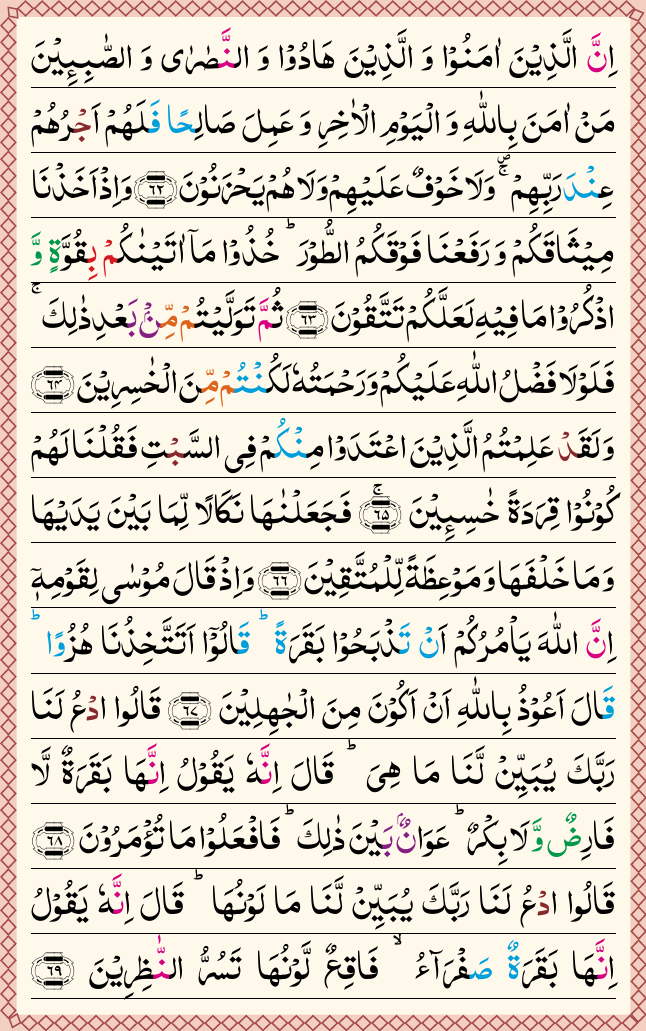 اِنَّ الَّذِیْنَ اٰمَنُوْا وَ الَّذِیْنَ هَادُوْا وَ النَّصٰرٰی وَ الصّٰبِـِٕیْنَ
مَنْ اٰمَنَ بِاللّٰهِ وَ الْیَوْمِ الْاٰخِرِ وَ عَمِلَ صَالِحًا فَلَهُمْ اَجْرُهُمْ
عِنْدَ رَبِّهِمْ ۪ۚ وَ لَا خَوْفٌ عَلَیْهِمْ وَ لَا هُمْ یَحْزَنُوْنَ ﴿۶۲﴾ وَ اِذْ اَخَذْنَا
مِیْثَاقَكُمْ وَ رَفَعْنَا فَوْقَكُمُ الطُّوْرَ ؕ خُذُوْا مَاۤ اٰتَیْنٰكُمْ بِقُوَّةٍ وَّ
اذْكُرُوْا مَا فِیْهِ لَعَلَّكُمْ تَتَّقُوْنَ ﴿۶۳﴾ ثُمَّ تَوَلَّیْتُمْ مِّنْۢ بَعْدِ ذٰلِكَ ۚ
فَلَوْ لَا فَضْلُ اللّٰهِ عَلَیْكُمْ وَ رَحْمَتُهٗ لَكُنْتُمْ مِّنَ الْخٰسِرِیْنَ ﴿۶۴﴾
وَ لَقَدْ عَلِمْتُمُ الَّذِیْنَ اعْتَدَوْا مِنْكُمْ فِی السَّبْتِ فَقُلْنَا لَهُمْ
كُوْنُوْا قِرَدَةً خٰسِـِٕیْنَ ﴿۶۵﴾ۚ فَجَعَلْنٰهَا نَكَالًا لِّمَا بَیْنَ یَدَیْهَا
وَ مَا خَلْفَهَا وَ مَوْعِظَةً لِّلْمُتَّقِیْنَ ﴿۶۶﴾ وَ اِذْ قَالَ مُوْسٰی لِقَوْمِهٖۤ
اِنَّ اللّٰهَ یَاْمُرُكُمْ اَنْ تَذْبَحُوْا بَقَرَةً ؕ قَالُوْۤا اَتَتَّخِذُنَا هُزُوًا ؕ
قَالَ اَعُوْذُ بِاللّٰهِ اَنْ اَكُوْنَ مِنَ الْجٰهِلِیْنَ ﴿۶۷﴾ قَالُوا ادْعُ لَنَا
رَبَّكَ یُبَیِّنْ لَّنَا مَا هِیَ ؕ قَالَ اِنَّهٗ یَقُوْلُ اِنَّهَا بَقَرَةٌ لَّا
فَارِضٌ وَّ لَا بِكْرٌ ؕ عَوَانٌۢ بَیْنَ ذٰلِكَ ؕ فَافْعَلُوْا مَا تُؤْمَرُوْنَ ﴿۶۸﴾
قَالُوا ادْعُ لَنَا رَبَّكَ یُبَیِّنْ لَّنَا مَا لَوْنُهَا ؕ قَالَ اِنَّهٗ یَقُوْلُ
اِنَّهَا بَقَرَةٌ صَفْرَآءُ ۙ فَاقِعٌ لَّوْنُهَا تَسُرُّ النّٰظِرِیْنَ ﴿۶۹﴾